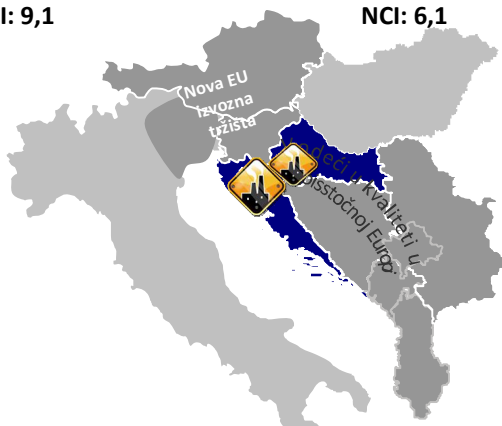 I: 9,1
NCI: 6,1
Nova EU
izvozna
tržišta
u kvaliteti u